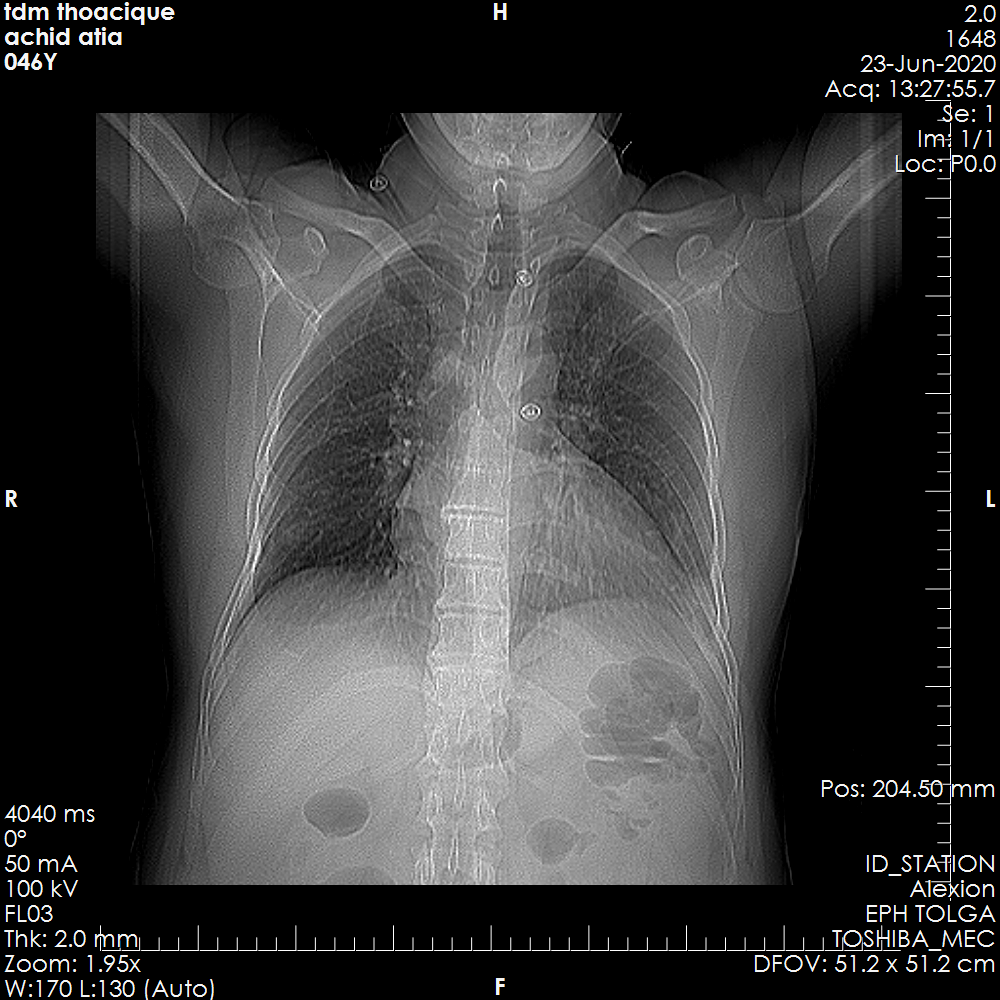 tdm thoacique
achid atia
046Y
H
2.0
1648
23-Jun-2020
Acq: 13:27:55.7
Se: 1
Im: 1/1
Loc: P0.0
R
L
Pos: 204.50 mm
4040 ms
0°
50 mA
100 kV
FL03
Thk: 2.0 mm
Zoom: 1.95x
W:170 L:130 (Auto)
F
ID_STATION
Alexion
EPH TOLGA
TOSHIBA_MEC
DFOV: 51.2 x 51.2 cm